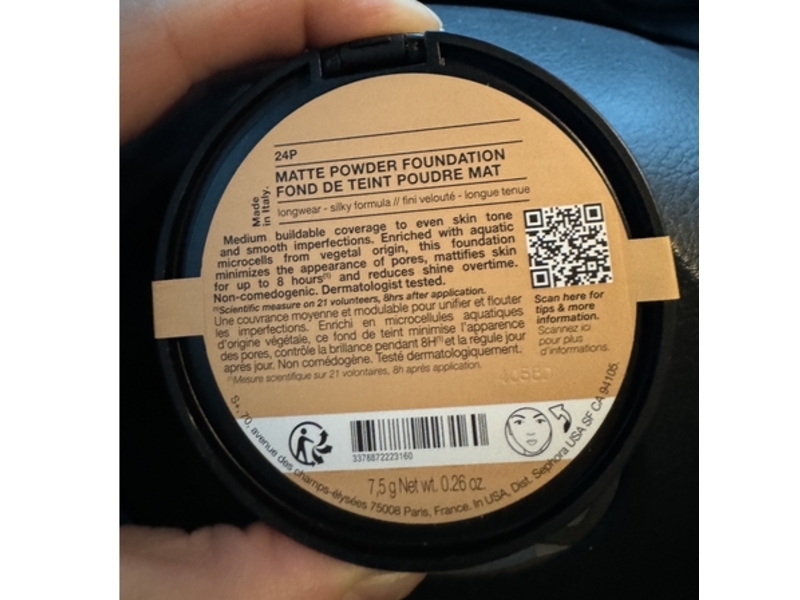 24P
MATTE POWDER FOUNDATION
FOND DE TEINT POUDRE MAT
longwear - silky formula // fini velouté - longue tenue
Made
in Italy.
Medium buildable coverage to even skin tone
and smooth imperfections. Enriched with aquatic
microcells from vegetal origin, this foundation
minimizes the appearance of pores, mattifies skin
for up to 8 hours⁽¹⁾ and reduces shine overtime.
Non-comedogenic. Dermatologist tested.
⁽¹⁾Scientific measure on 21 volunteers, 8hrs after application.
Une couvrance moyenne et modulable pour unifier et flouter
les imperfections. Enrichi en microcellules aquatiques
d'origine végétale, ce fond de teint minimise l'apparence
des pores, contrôle la brillance pendant 8H⁽¹⁾ et la régule jour
après jour. Non comédogène. Testé dermatologiquement.
⁽¹⁾Mesure scientifique sur 21 volontaires, 8h après application.
Scan here for
tips & more
information.
Scannez ici
pour plus
d'informations.
3378872223160
7,5 g Net wt. 0.26 oz.
S+, 70, avenue des champs-élysées 75008 Paris, France. In USA, Dist. Sephora USA SF CA 94105.